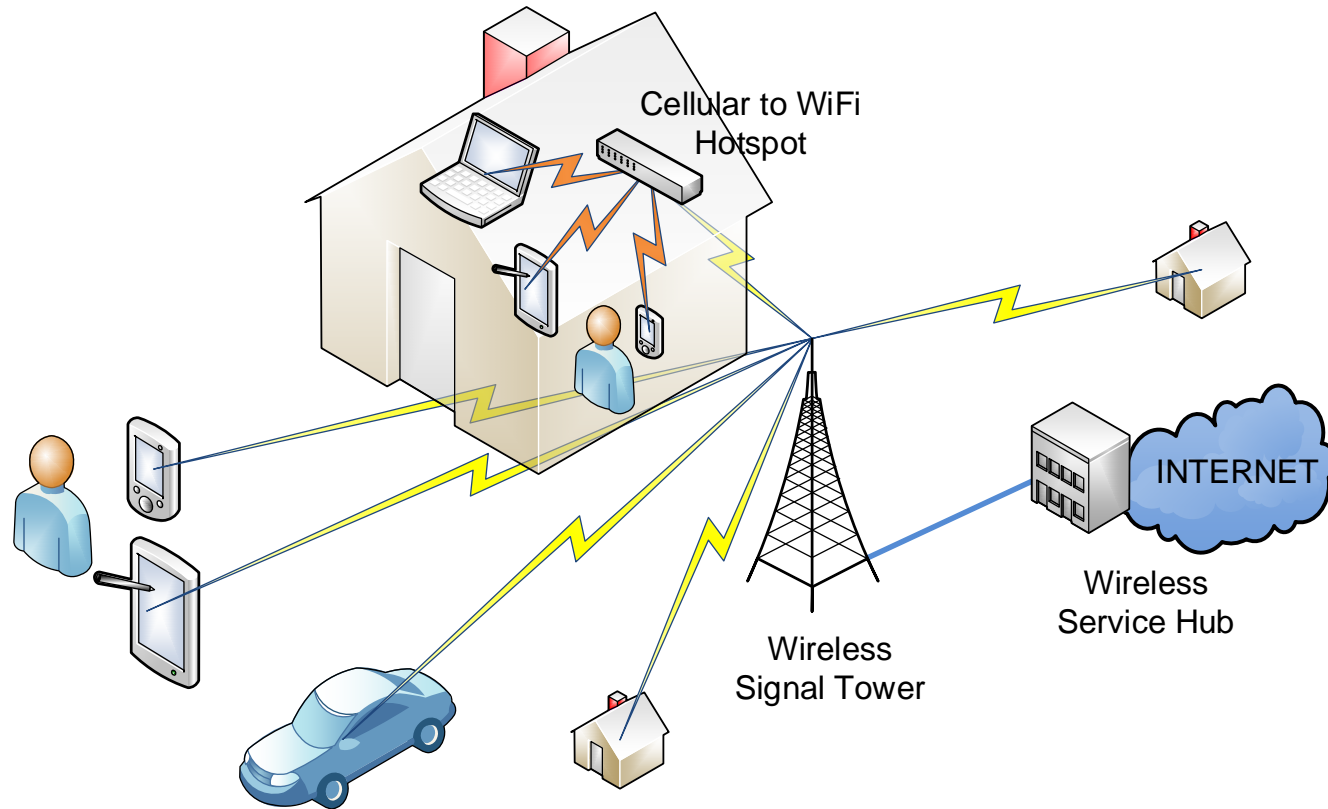 Cellular to WiFi
Hotspot
INTERNET
Wireless
Service Hub
Wireless
Signal Tower